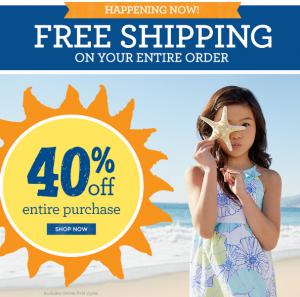 HAPPENING NOW!
FREE SHIPPING
ON YOUR ENTIRE ORDER
40%
off
entire purchase
SHOP NOW